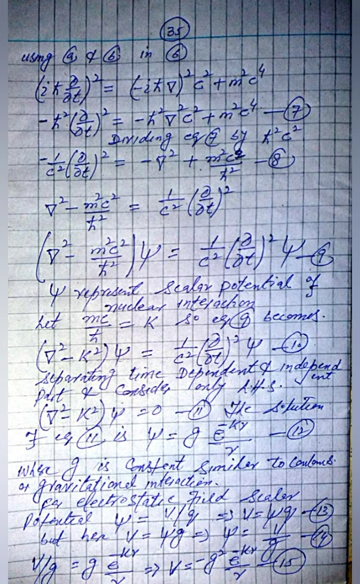 35
using (a) & (b) in (6)
(iħ ∂/∂t)² = (-iħ∇)² c² + m²c⁴
-ħ² (∂/∂t)² = -ħ²∇²c² + m²c⁴ — (7)
Dividing eq (7) by ħ²c²
-1/c² (∂/∂t)² = -∇² + m²c²/ħ² — (8)
∇² - m²c²/ħ² = 1/c² (∂/∂t)²
(∇² - m²c²/ħ²) ψ = 1/c² (∂/∂t)² ψ — (9)
ψ represent scalar potential of
nuclear interaction
Let mc/ħ = K so eq (9) becomes.
(∇² - K²) ψ = 1/c² (∂/∂t)² ψ — (10)
Separating time Dependent & independent
part & consider only L.H.S.
(∇² - K²) ψ = 0 — (11) The solution
of eq (11) is ψ = g e^-Kr/r — (12)
where g is constant similar to coulomb
or gravitational interaction.
per electrostatic field scalar
Potential ψ = V/q ⇒ V = ψq — (13)
but her V = ψg ⇒ ψ = V/g — (14)
V/g = g e^-Kr/r ⇒ V = -g² e^-Kr/r — (15)